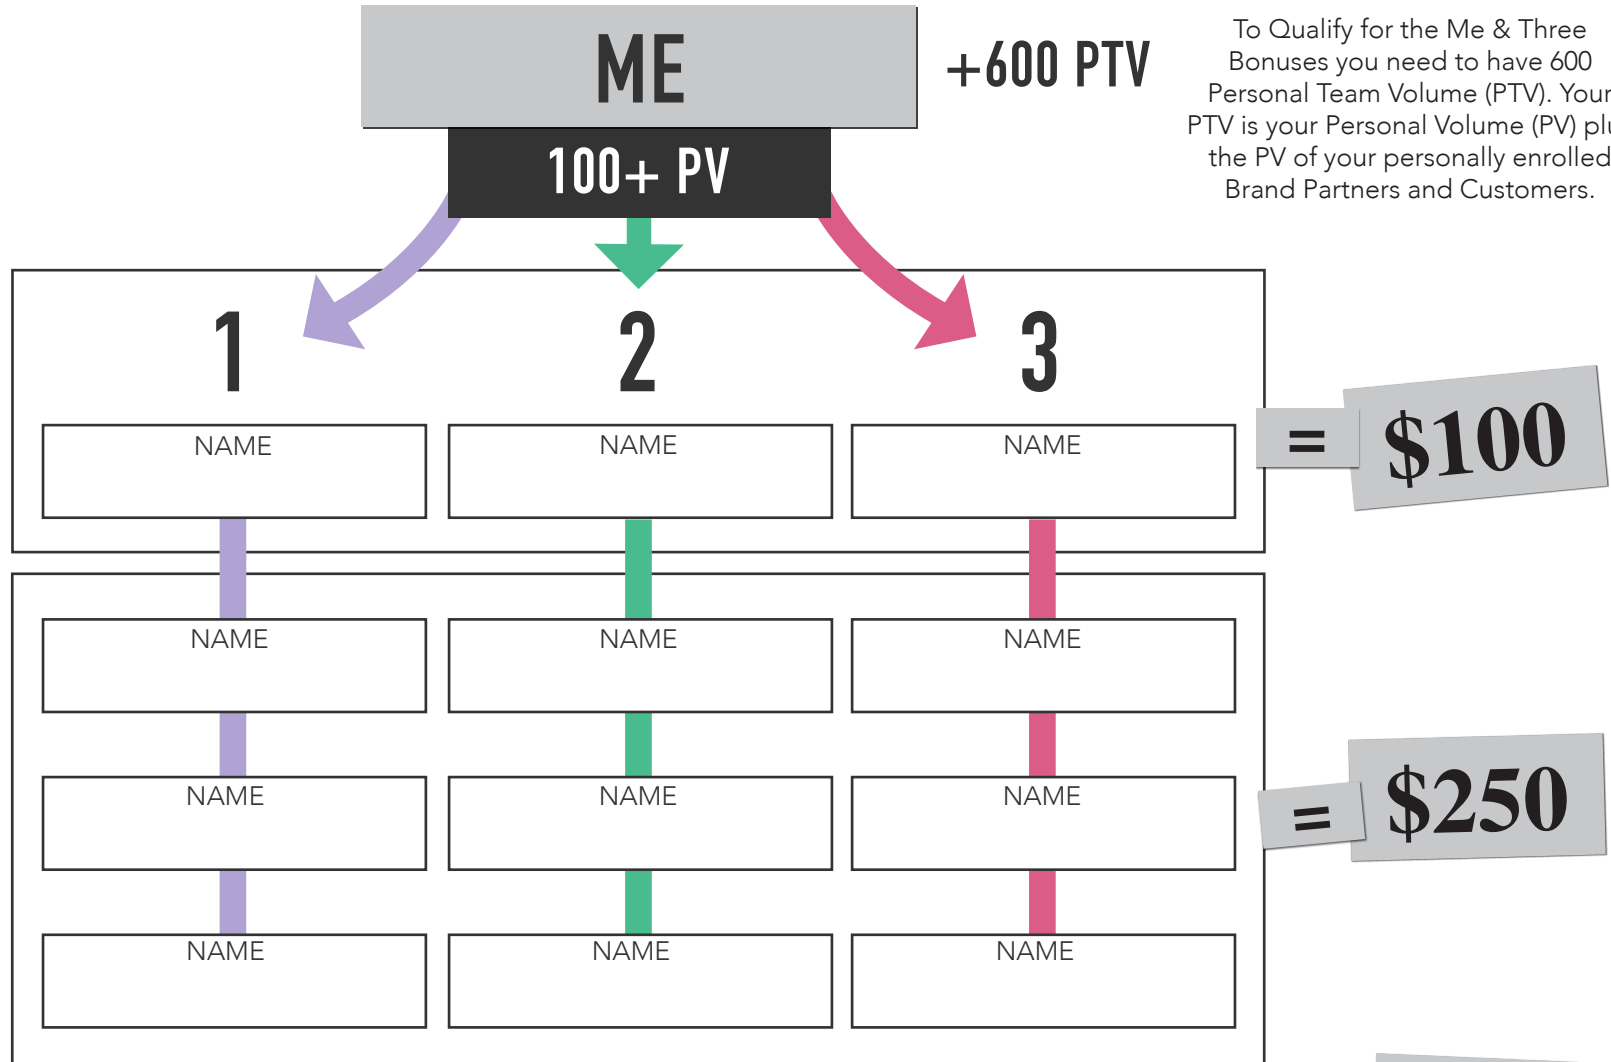 ME
+600 PTV
To Qualify for the Me & Three
Bonuses you need to have 600
Personal Team Volume (PTV). Your
PTV is your Personal Volume (PV)
the PV of your personally enrolled
Brand Partners and Customers.
100+ PV
1 2 3
NAME NAME NAME
= $100
NAME NAME NAME
NAME NAME NAME
= $250
NAME NAME NAME